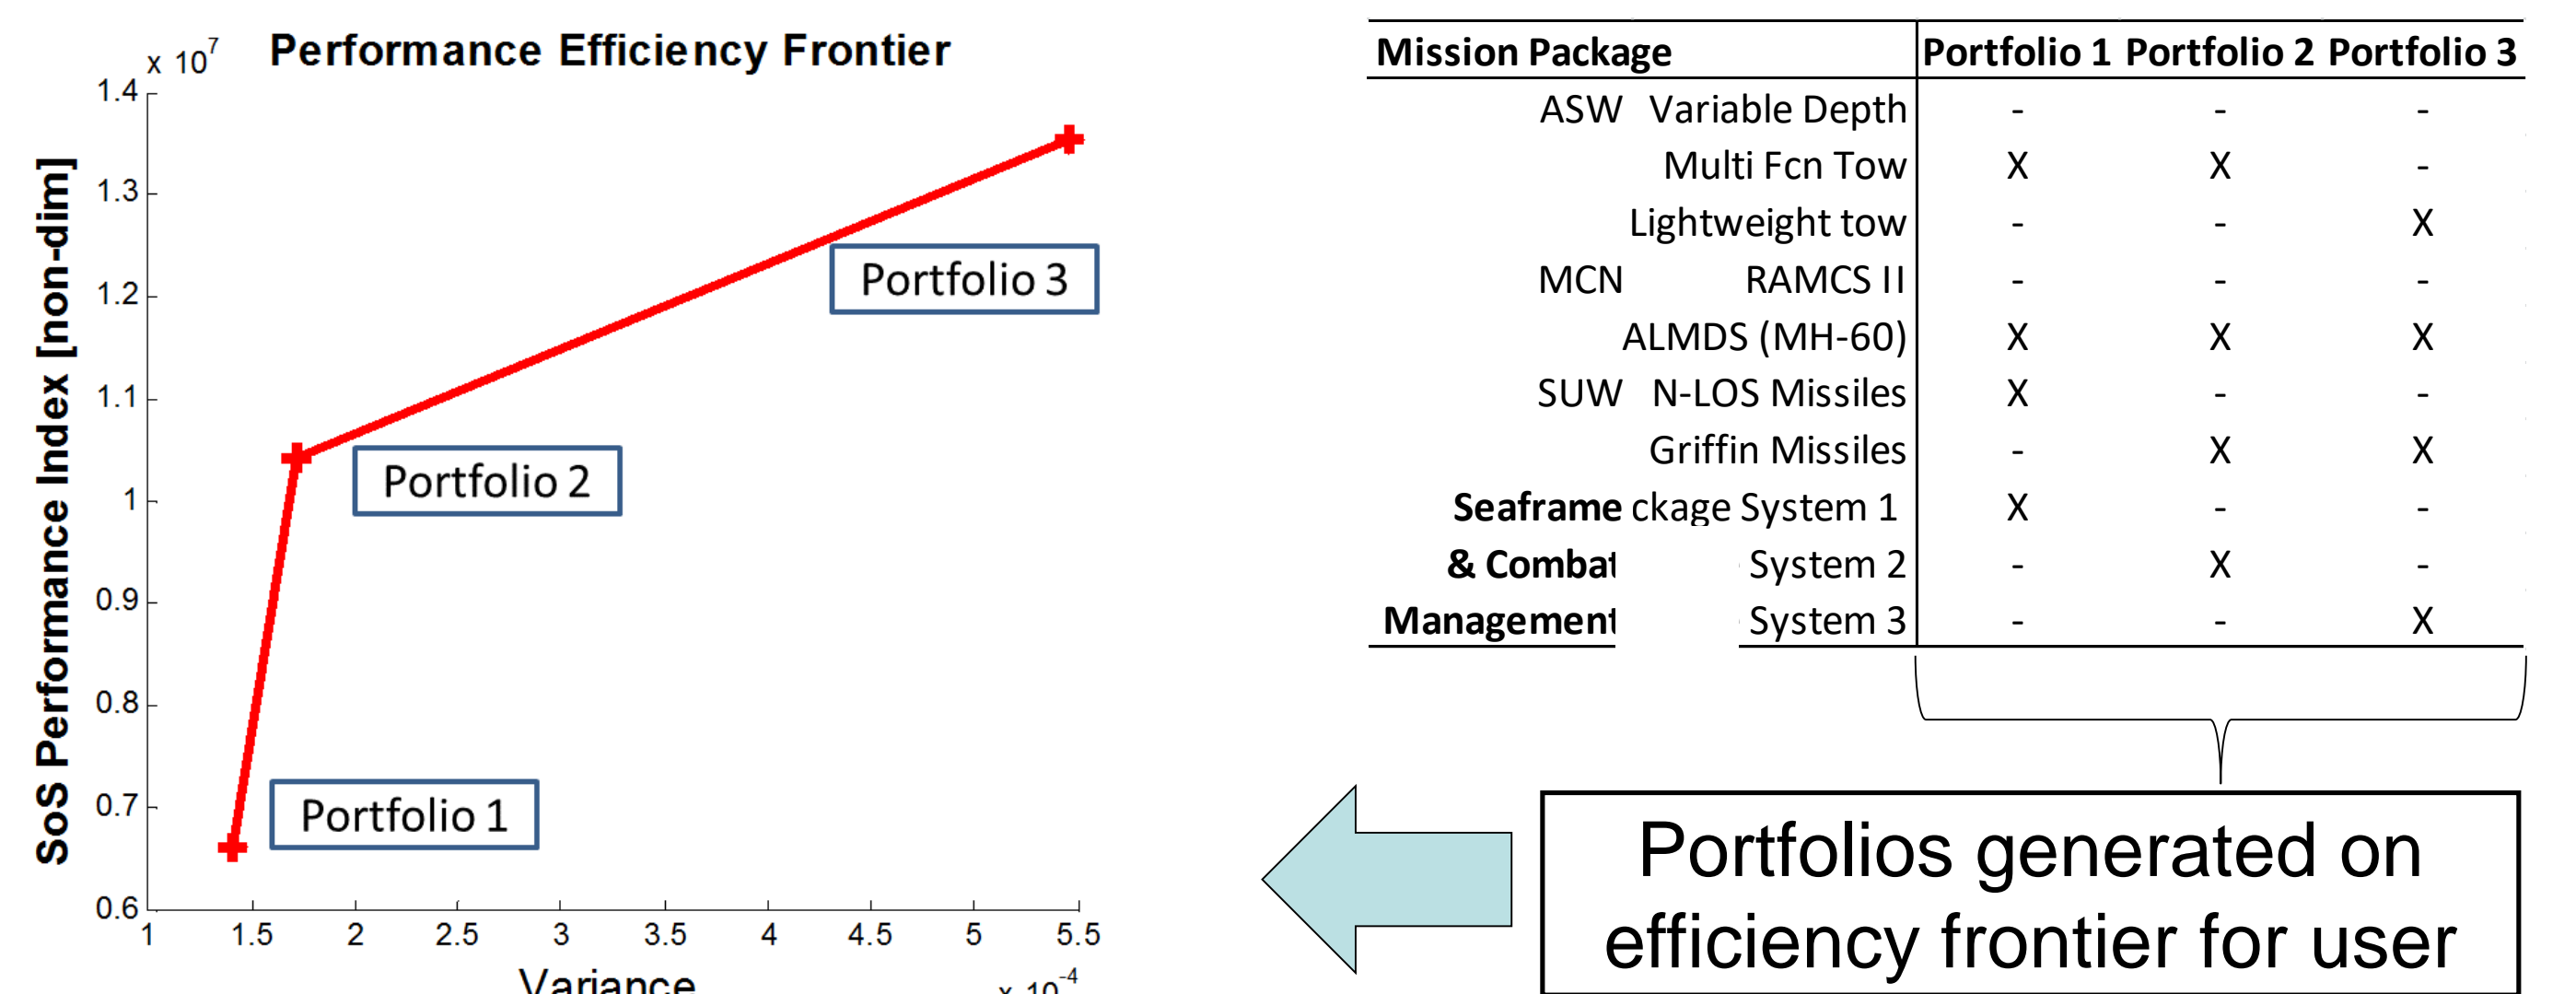 Performance Efficiency Frontier
x 10^7
1.4
1.3
1.2
1.1
1
0.9
0.8
0.7
0.6
SoS Performance Index [non-dim]
Portfolio 3
Portfolio 2
Portfolio 1
1 1.5 2 2.5 3 3.5 4 4.5 5 5.5
Variance
x 10^-4
Mission Package Portfolio 1 Portfolio 2 Portfolio 3
ASW Variable Depth - - -
Multi Fcn Tow X X -
Lightweight tow - - X
MCN RAMCS II - - -
ALMDS (MH-60) X X X
SUW N-LOS Missiles X - -
Griffin Missiles - X X
Seaframe ckage System 1 X - -
& Combat System 2 - X -
Management System 3 - - X
Portfolios generated on
efficiency frontier for user